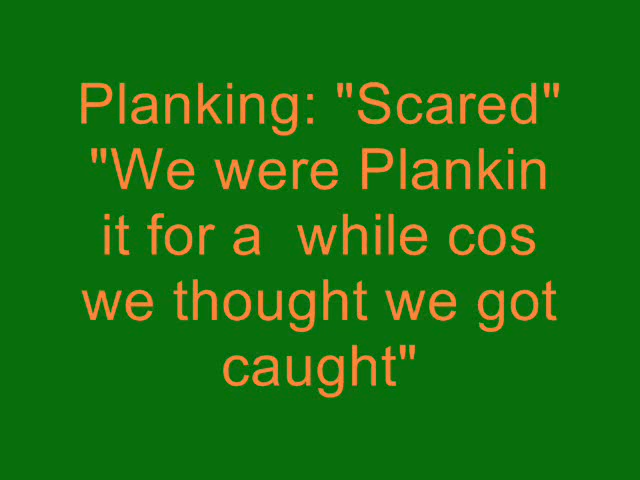 Planking: "Scared"
"We were Plankin
it for a  while cos
we thought we got
caught"